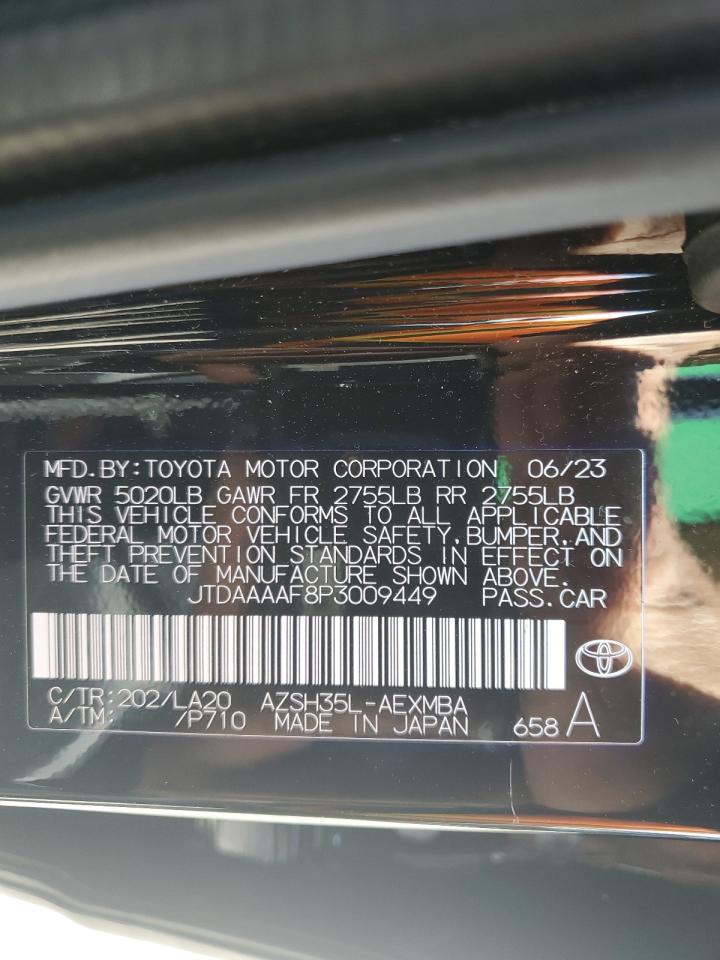 MFD.BY:TOYOTA MOTOR CORPORATION 06/23
GVWR 5020LB GAWR FR 2755LB RR 2755LB
THIS VEHICLE CONFORMS TO ALL APPLICABLE
FEDERAL MOTOR VEHICLE SAFETY,BUMPER,AND
THEFT PREVENTION STANDARDS IN EFFECT ON
THE DATE OF MANUFACTURE SHOWN ABOVE.
JTDAAAAF8P3009449 PASS.CAR
C/TR:202/LA20 AZSH35L-AEXMBA
A/TM: /P710 MADE IN JAPAN 658 A